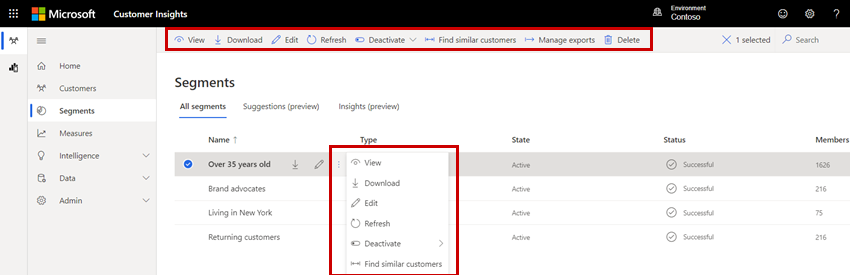 Microsoft Customer Insights
Environment
Contoso
View Download Edit Refresh Deactivate Find similar customers Manage exports Delete 1 selected Search
Home
Customers
Segments
Measures
Intelligence
Data
Admin
Segments
All segments Suggestions (preview) Insights (preview)
Name ↑ Type State Status Members
Over 35 years old Active Successful 1626
Brand advocates Active Successful 216
Living in New York Active Successful 75
Returning customers Active Successful 216
View
Download
Edit
Refresh
Deactivate
Find similar customers